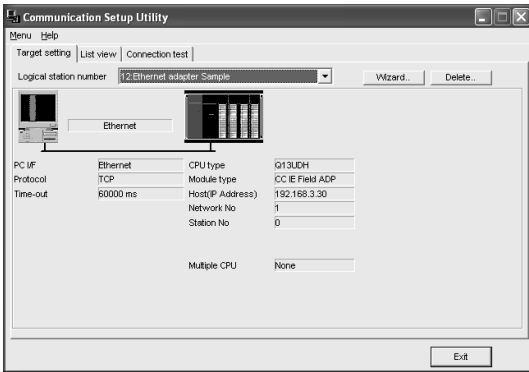 Communication Setup Utility
Menu Help
Target setting List view Connection test
Logical station number 12:Ethernet adapter Sample Wizard.. Delete..
Ethernet
PC I/F Ethernet CPU type Q13UDH
Protocol TCP Module type CC IE Field ADP
Time-out 60000 ms Host(IP Address) 192.168.3.30
Network No 1
Station No 0
Multiple CPU None
Exit